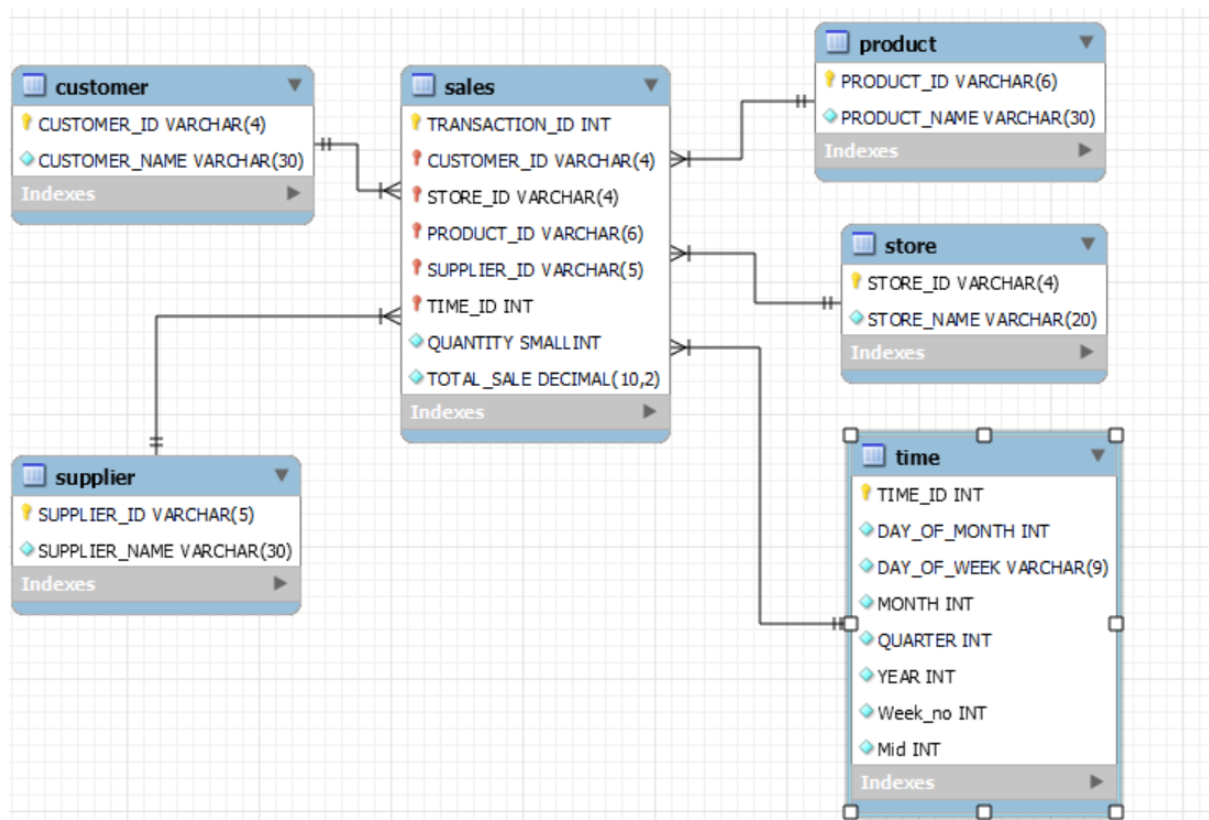 customer
CUSTOMER_ID VARCHAR(4)
CUSTOMER_NAME VARCHAR(30)
Indexes
sales
TRANSACTION_ID INT
CUSTOMER_ID VARCHAR(4)
STORE_ID VARCHAR(4)
PRODUCT_ID VARCHAR(6)
SUPPLIER_ID VARCHAR(5)
TIME_ID INT
QUANTITY SMALLINT
TOTAL_SALE DECIMAL(10,2)
Indexes
product
PRODUCT_ID VARCHAR(6)
PRODUCT_NAME VARCHAR(30)
Indexes
store
STORE_ID VARCHAR(4)
STORE_NAME VARCHAR(20)
Indexes
supplier
SUPPLIER_ID VARCHAR(5)
SUPPLIER_NAME VARCHAR(30)
Indexes
time
TIME_ID INT
DAY_OF_MONTH INT
DAY_OF_WEEK VARCHAR(9)
MONTH INT
QUARTER INT
YEAR INT
Week_no INT
Mid INT
Indexes